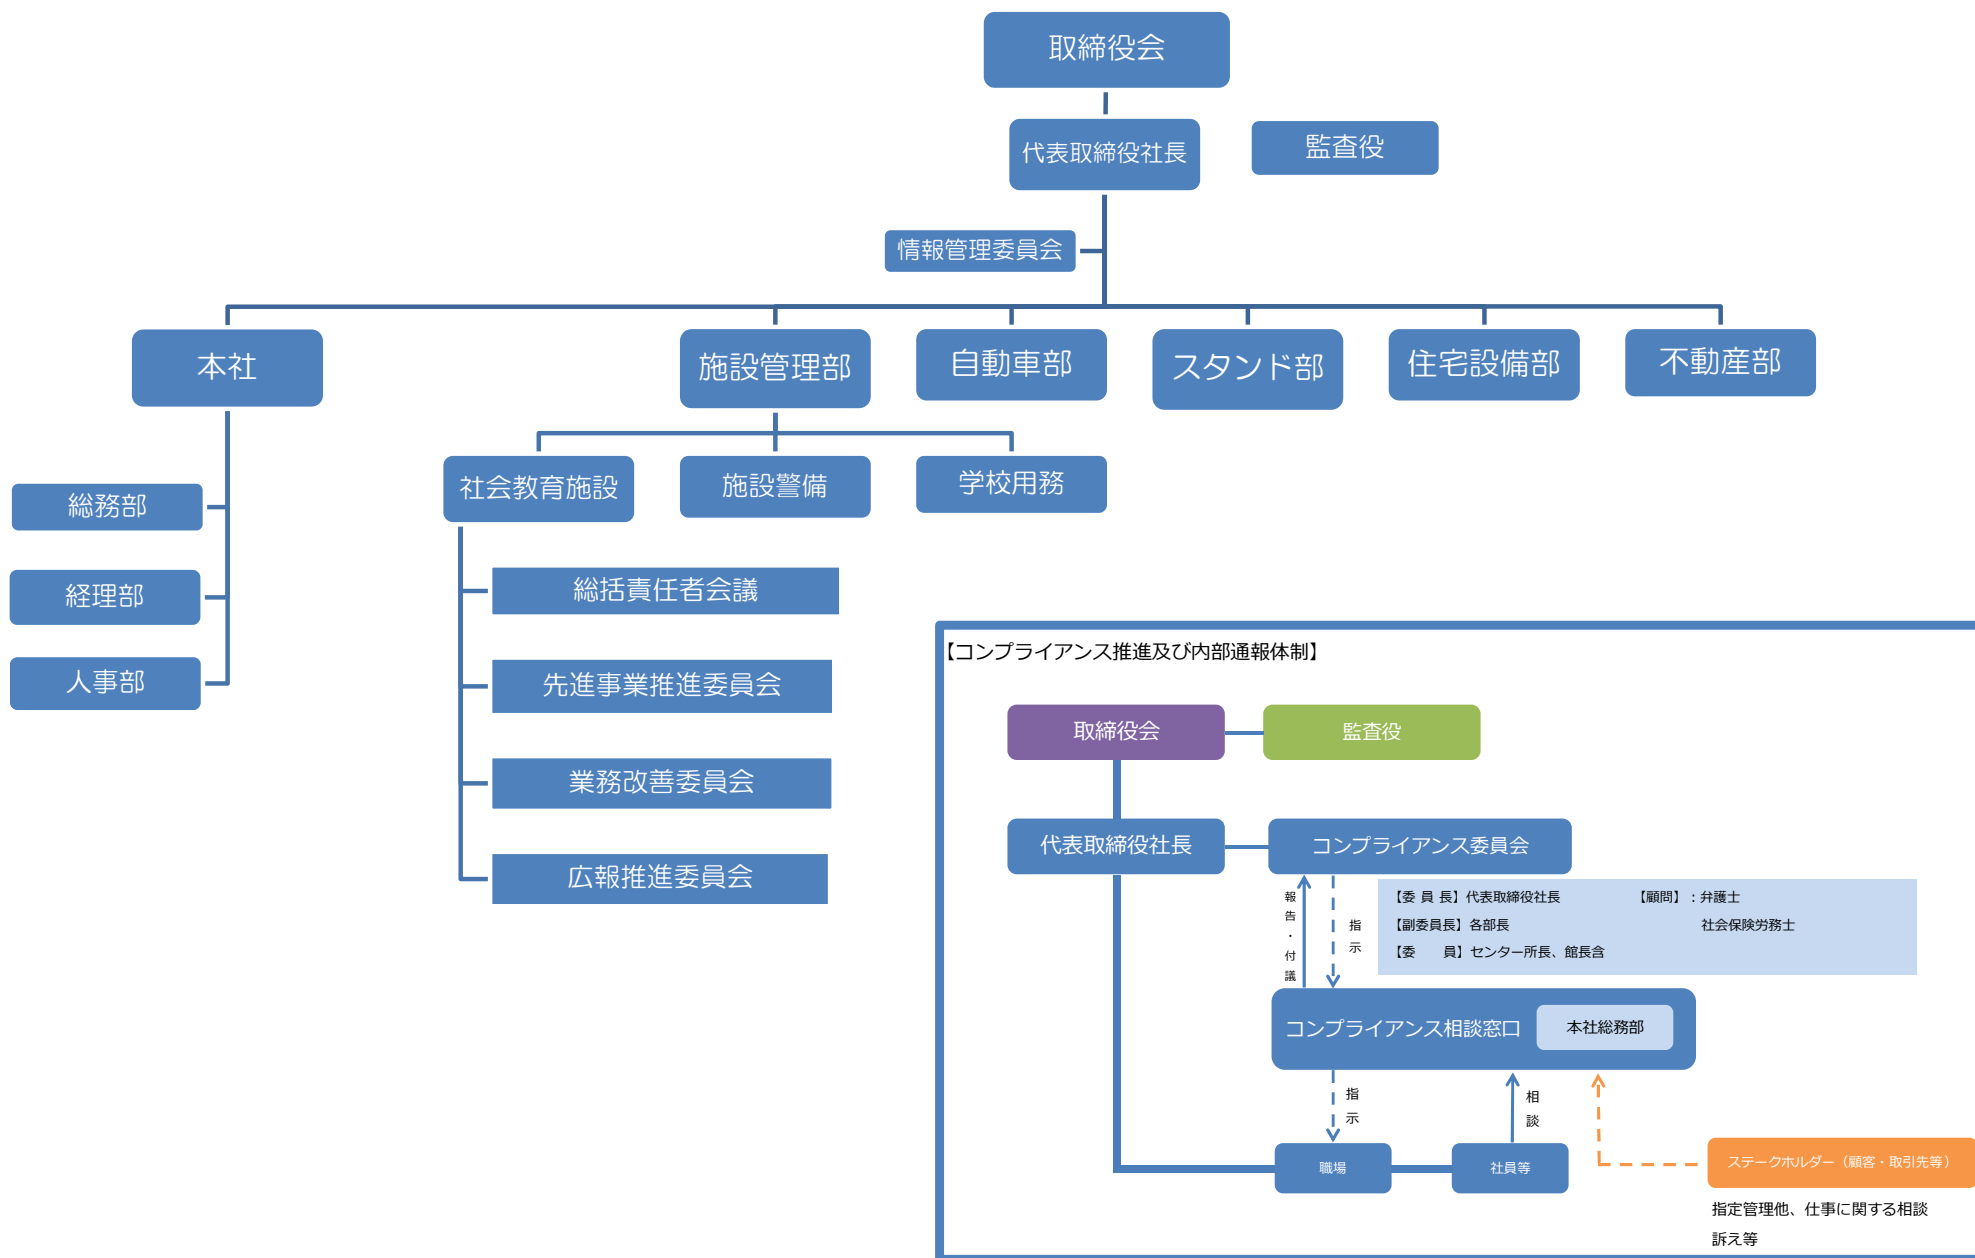 取締役会
代表取締役社長
監査役
情報管理委員会
本社
施設管理部
自動車部
スタンド部
住宅設備部
不動産部
総務部
経理部
人事部
社会教育施設
施設警備
学校用務
総括責任者会議
先進事業推進委員会
業務改善委員会
広報推進委員会
【コンプライアンス推進及び内部通報体制】
取締役会
監査役
代表取締役社長
コンプライアンス委員会
報告・付議
指示
【委 員 長】代表取締役社長 【顧問】：弁護士
【副委員長】各部長 社会保険労務士
【委　　員】センター所長、館長含
コンプライアンス相談窓口
本社総務部
指示
相談
職場
社員等
ステークホルダー（顧客・取引先等）
指定管理他、仕事に関する相談
訴え等